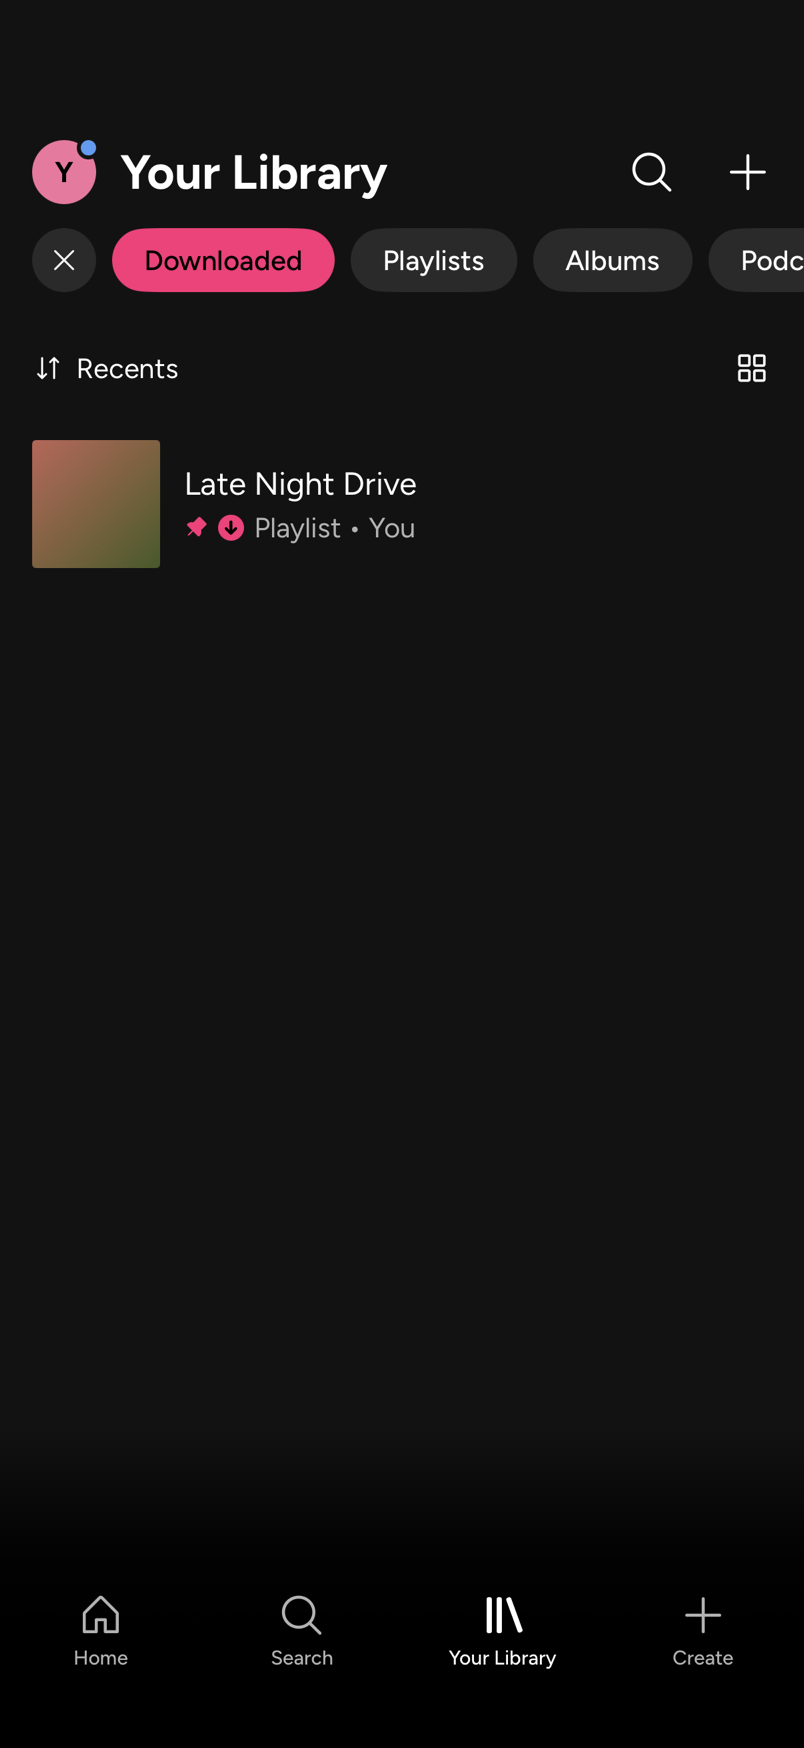 Y
Your Library
Downloaded
Playlists
Albums
Podc
Recents
Late Night Drive
Playlist • You
Home
Search
Your Library
Create